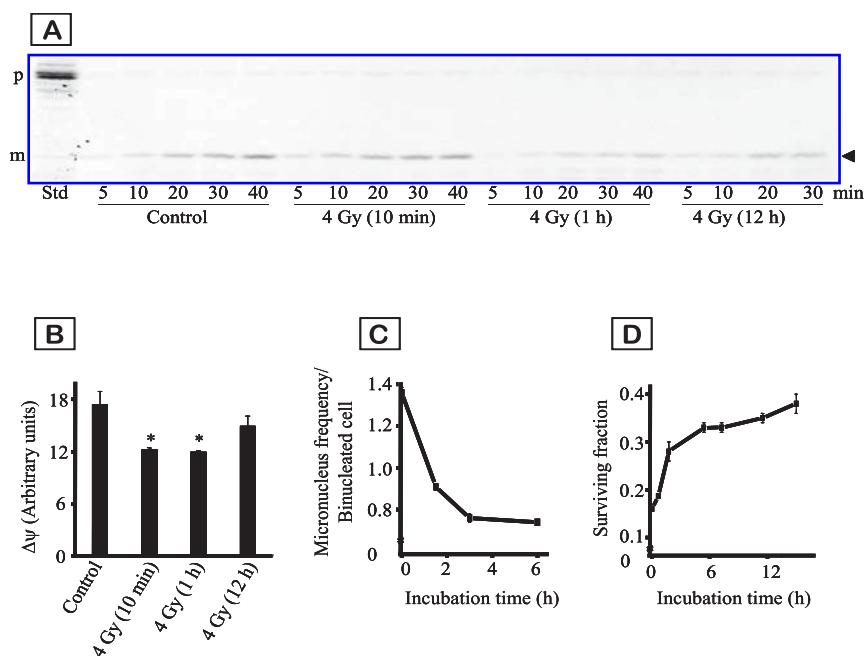 A
p
m
Std 5 10 20 30 40 5 10 20 30 40 5 10 20 30 40 5 10 20 30 min
Control 4 Gy (10 min) 4 Gy (1 h) 4 Gy (12 h)
B
Δψ (Arbitrary units)
18
12
6
0
* *
Control 4 Gy (10 min) 4 Gy (1 h) 4 Gy (12 h)
C
Micronucleus frequency/
Binucleated cell
1.4
1.2
1.0
0.8
0
0 2 4 6
Incubation time (h)
D
Surviving fraction
0.4
0.3
0.2
0.1
0
0 6 12
Incubation time (h)